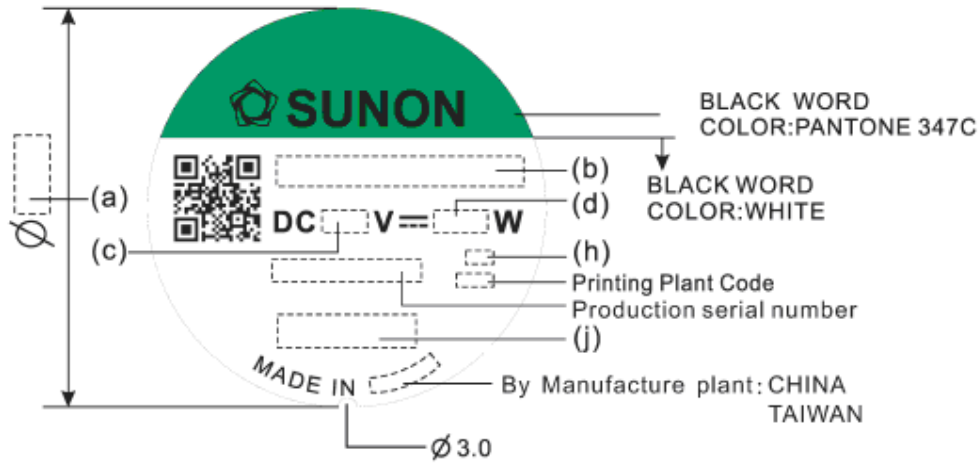 SUNON
BLACK WORD
COLOR:PANTONE 347C
(b)
BLACK WORD
COLOR:WHITE
(a)
Ø
DC V W
(d)
(c)
(h)
Printing Plant Code
Production serial number
(j)
MADE IN
By Manufacture plant: CHINA
TAIWAN
Ø 3.0